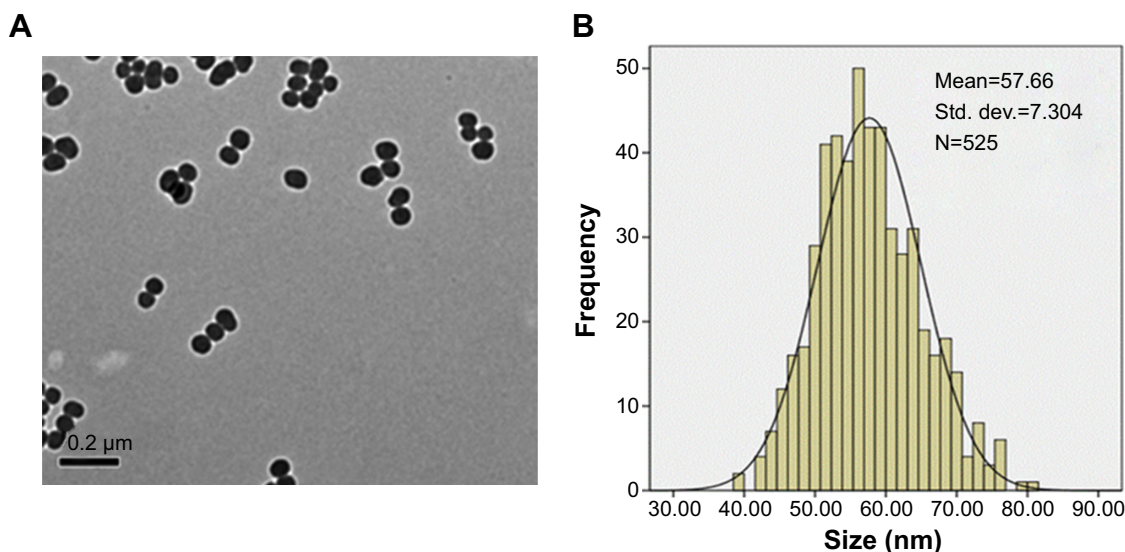 A
0.2 µm
B
Mean=57.66
Std. dev.=7.304
N=525
Frequency
50
40
30
20
10
0
30.00 40.00 50.00 60.00 70.00 80.00 90.00
Size (nm)